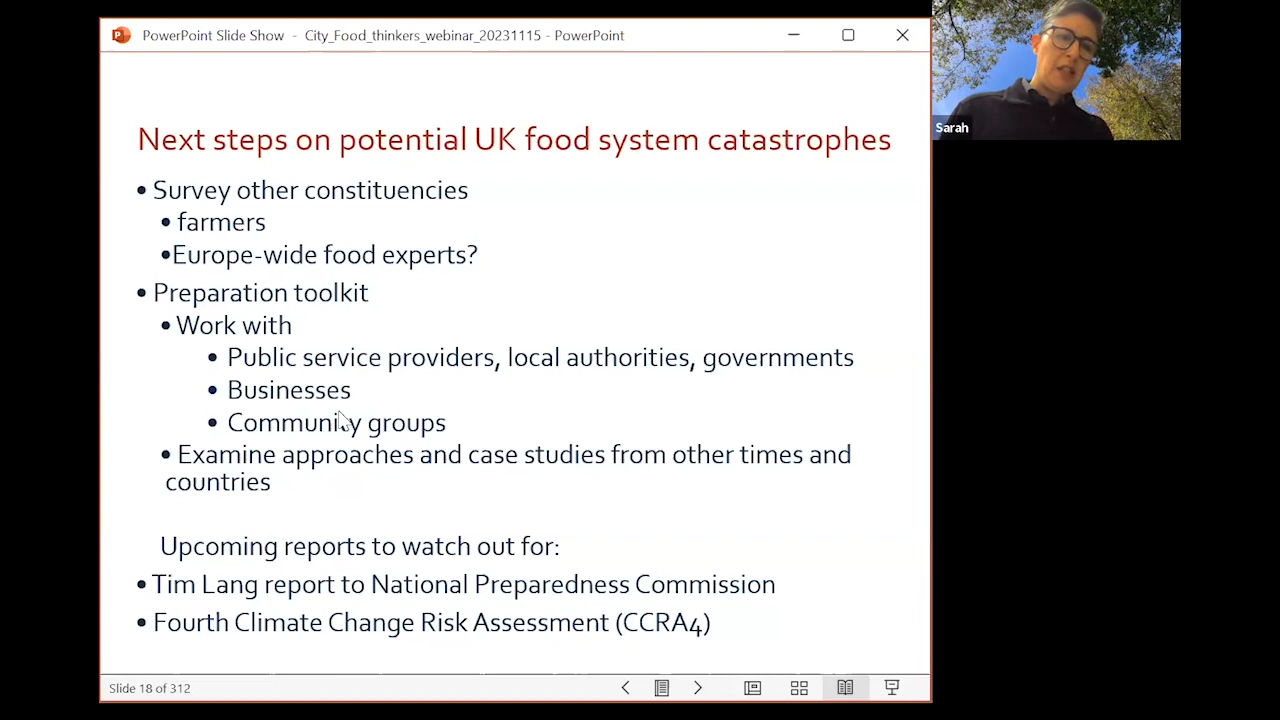 PowerPoint Slide Show - City_Food_thinkers_webinar_20231115 - PowerPoint
Sarah
Next steps on potential UK food system catastrophes
• Survey other constituencies
• farmers
•Europe-wide food experts?
• Preparation toolkit
• Work with
• Public service providers, local authorities, governments
• Businesses
• Community groups
• Examine approaches and case studies from other times and
countries
Upcoming reports to watch out for:
• Tim Lang report to National Preparedness Commission
• Fourth Climate Change Risk Assessment (CCRA4)
Slide 18 of 312